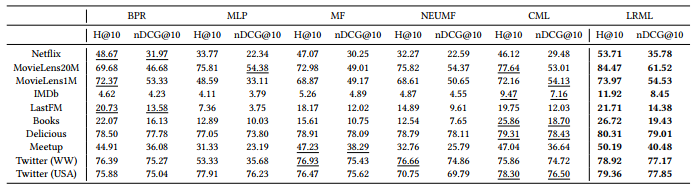 BPR MLP MF NEUMF CML LRML
H@10 nDCG@10 H@10 nDCG@10 H@10 nDCG@10 H@10 nDCG@10 H@10 nDCG@10 H@10 nDCG@10
Netflix 48.67 31.97 33.77 22.34 47.07 30.25 32.27 22.59 46.12 29.48 53.71 35.78
MovieLens20M 69.68 46.68 75.81 54.38 72.98 49.01 75.82 54.37 77.64 53.01 84.47 61.52
MovieLens1M 72.37 53.33 48.59 33.11 68.87 49.17 68.61 50.65 72.16 54.13 73.97 54.53
IMDb 4.62 4.23 4.11 3.79 5.26 4.89 4.87 4.55 9.47 7.16 11.92 8.45
LastFM 20.73 13.58 7.36 3.75 18.17 12.02 14.89 9.61 19.75 12.03 21.71 14.38
Books 22.07 16.13 12.89 10.03 15.61 10.75 12.54 7.65 25.86 18.70 26.72 19.43
Delicious 78.50 77.78 77.05 73.80 78.91 78.09 78.79 78.11 79.31 78.43 80.31 79.01
Meetup 44.91 36.08 31.33 23.19 47.23 38.29 32.76 25.79 47.04 36.64 50.19 40.48
Twitter (WW) 76.39 75.27 53.33 35.68 76.93 75.43 76.66 74.86 75.86 74.72 78.92 77.17
Twitter (USA) 75.88 75.04 77.91 76.23 76.47 75.62 70.75 69.79 78.30 76.50 79.36 77.85